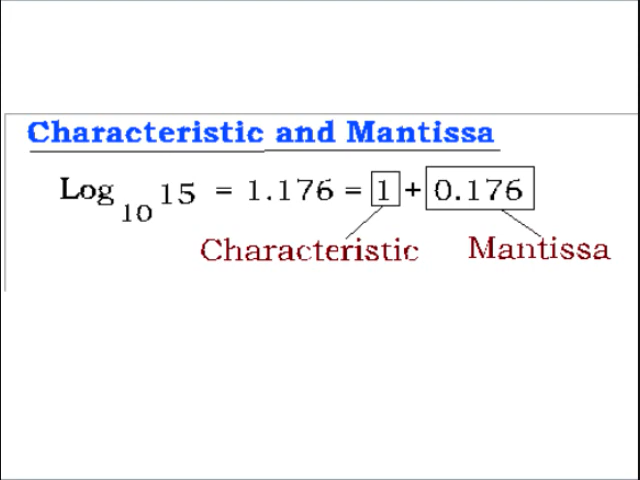 Characteristic and Mantissa
Log 10 15 = 1.176 = 1 + 0.176
Characteristic Mantissa